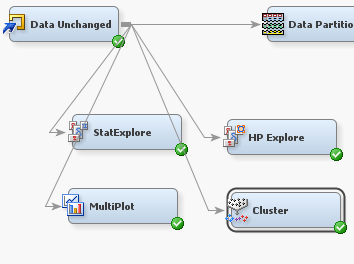 Data Unchanged
Data Partitio
StatExplore
HP Explore
MultiPlot
Cluster